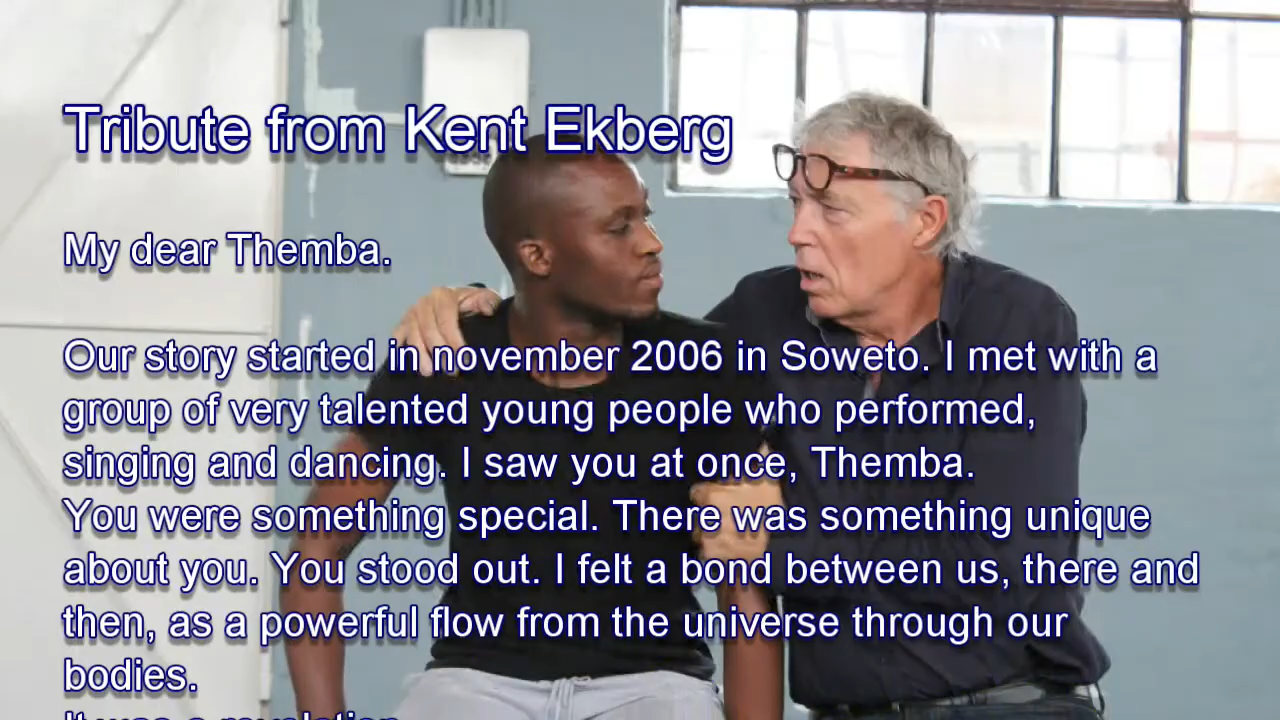 Tribute from Kent Ekberg
My dear Themba.
Our story started in november 2006 in Soweto. I met with a
group of very talented young people who performed,
singing and dancing. I saw you at once, Themba.
You were something special. There was something unique
about you. You stood out. I felt a bond between us, there and
then, as a powerful flow from the universe through our
bodies.
It was a revelation